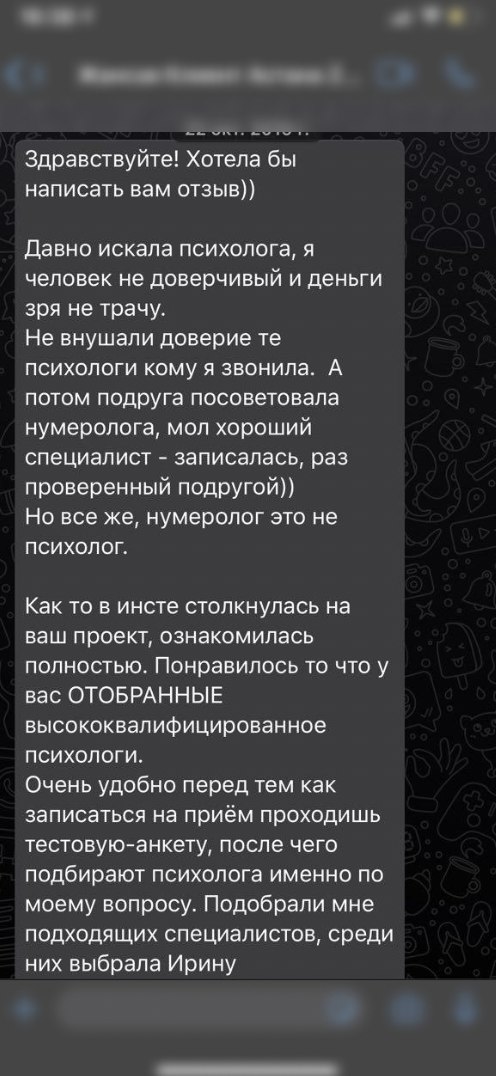 Здравствуйте! Хотела бы
написать вам отзыв))
Давно искала психолога, я
человек не доверчивый и деньги
зря не трачу.
Не внушали доверие те
психологи кому я звонила.  А
потом подруга посоветовала
нумеролога, мол хороший
специалист - записалась, раз
проверенный подругой))
Но все же, нумеролог это не
психолог.
Как то в инсте столкнулась на
ваш проект, ознакомилась
полностью. Понравилось то что у
вас ОТОБРАННЫЕ
высококвалифицированное
психологи.
Очень удобно перед тем как
записаться на приём проходишь
тестовую-анкету, после чего
подбирают психолога именно по
моему вопросу. Подобрали мне
подходящих специалистов, среди
них выбрала Ирину